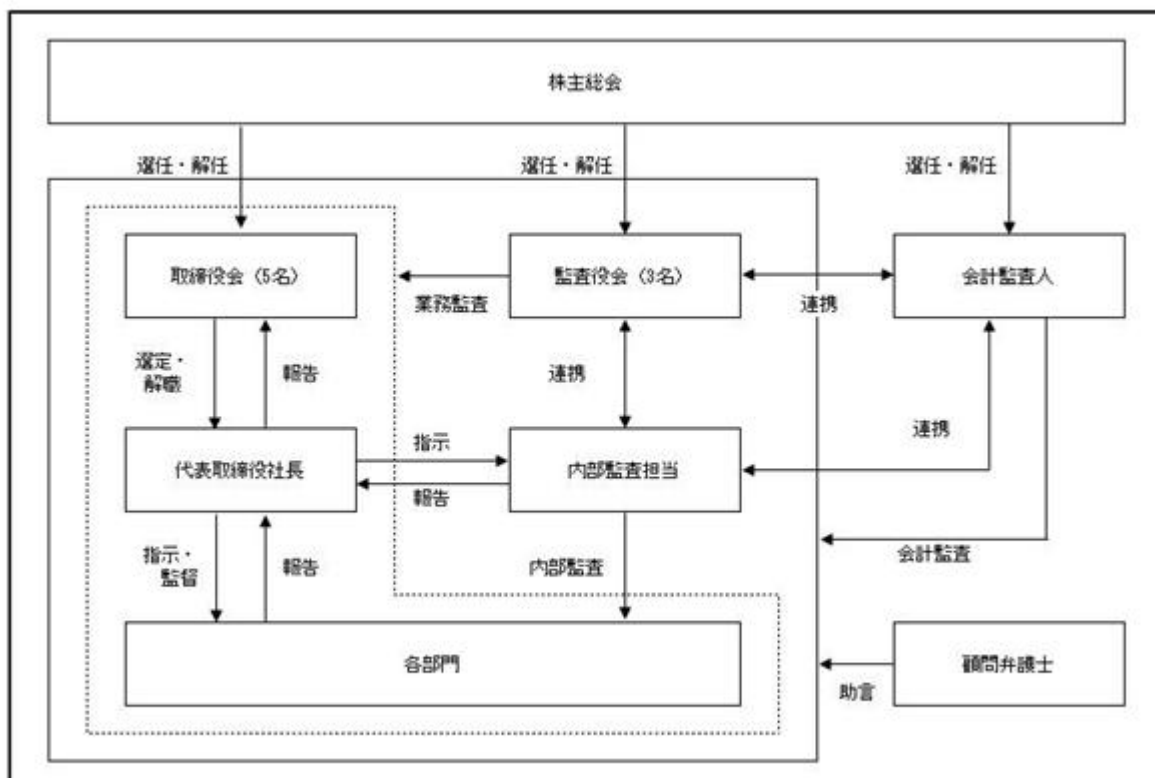 株主総会
選任・解任
選任・解任
選任・解任
取締役会（5名）
監査役会（3名）
会計監査人
業務監査
連携
選定・
解職
報告
連携
連携
代表取締役社長
指示
報告
内部監査担当
指示・
監督
報告
内部監査
会計監査
各部門
顧問弁護士
助言